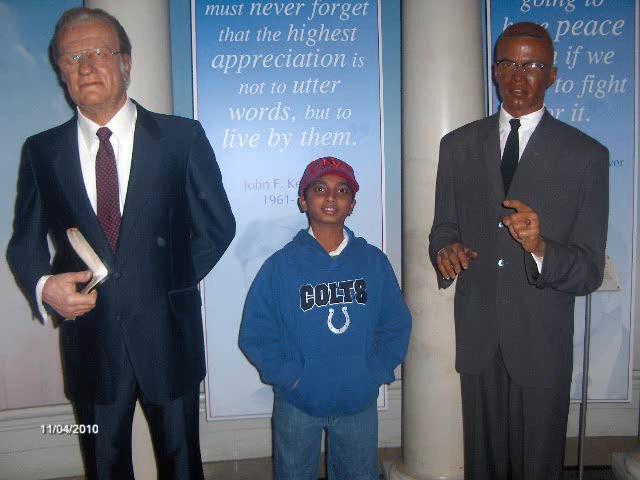 must never forget
that the highest
appreciation is
not to utter
words, but to
live by them.
John F. Ke
1961-
going to
peace
if we
to fight
it.
COLTS
11/04/2010